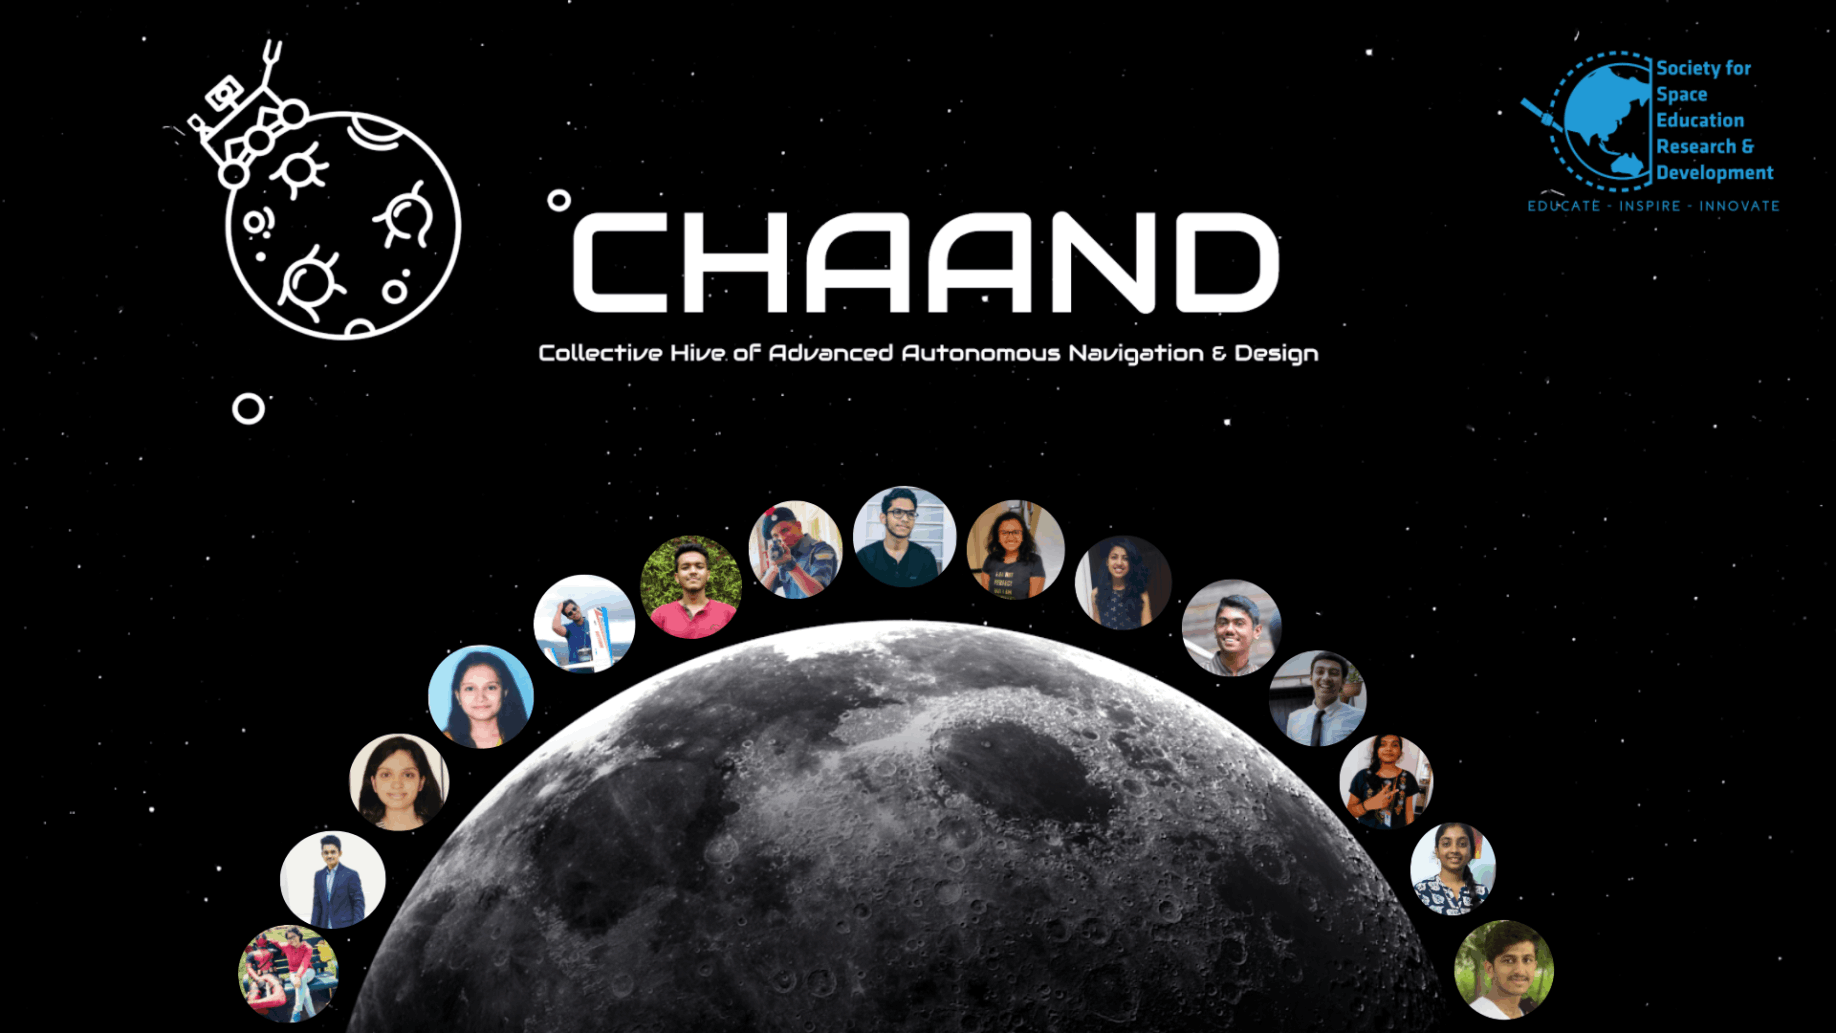 CHAAND
Collective Hive of Advanced Autonomous Navigation & Design
Society for
Space
Education
Research &
Development
EDUCATE - INSPIRE - INNOVATE